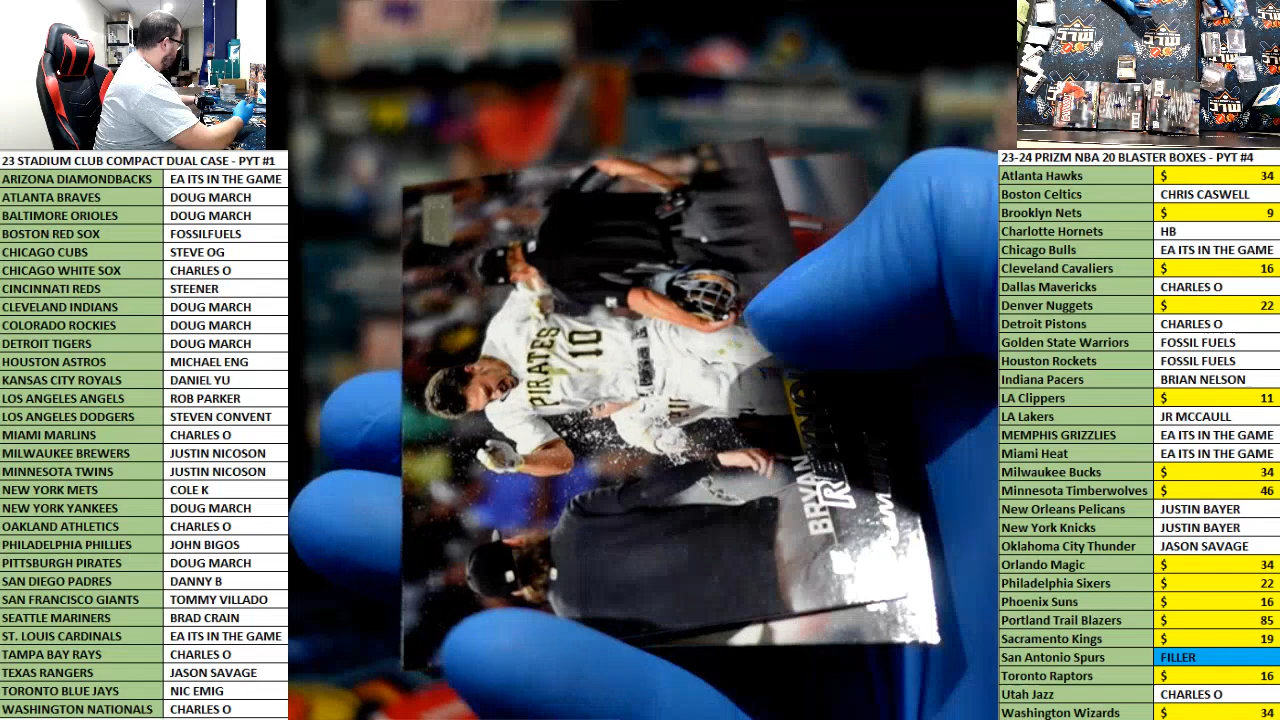 23 STADIUM CLUB COMPACT DUAL CASE - PYT #1
ARIZONA DIAMONDBACKS EA ITS IN THE GAME
ATLANTA BRAVES DOUG MARCH
BALTIMORE ORIOLES DOUG MARCH
BOSTON RED SOX FOSSILFUELS
CHICAGO CUBS STEVE OG
CHICAGO WHITE SOX CHARLES O
CINCINNATI REDS STEENER
CLEVELAND INDIANS DOUG MARCH
COLORADO ROCKIES DOUG MARCH
DETROIT TIGERS DOUG MARCH
HOUSTON ASTROS MICHAEL ENG
KANSAS CITY ROYALS DANIEL YU
LOS ANGELES ANGELS ROB PARKER
LOS ANGELES DODGERS STEVEN CONVENT
MIAMI MARLINS CHARLES O
MILWAUKEE BREWERS JUSTIN NICOSON
MINNESOTA TWINS JUSTIN NICOSON
NEW YORK METS COLE K
NEW YORK YANKEES DOUG MARCH
OAKLAND ATHLETICS CHARLES O
PHILADELPHIA PHILLIES JOHN BIGOS
PITTSBURGH PIRATES DOUG MARCH
SAN DIEGO PADRES DANNY B
SAN FRANCISCO GIANTS TOMMY VILLADO
SEATTLE MARINERS BRAD CRAIN
ST. LOUIS CARDINALS EA ITS IN THE GAME
TAMPA BAY RAYS CHARLES O
TEXAS RANGERS JASON SAVAGE
TORONTO BLUE JAYS NIC EMIG
WASHINGTON NATIONALS CHARLES O
PIRATES
10
BRYAN
23-24 PRIZM NBA 20 BLASTER BOXES - PYT #4
Atlanta Hawks $ 34
Boston Celtics CHRIS CASWELL
Brooklyn Nets $ 9
Charlotte Hornets HB
Chicago Bulls EA ITS IN THE GAME
Cleveland Cavaliers $ 16
Dallas Mavericks CHARLES O
Denver Nuggets $ 22
Detroit Pistons CHARLES O
Golden State Warriors FOSSIL FUELS
Houston Rockets FOSSIL FUELS
Indiana Pacers BRIAN NELSON
LA Clippers $ 11
LA Lakers JR MCCAULL
MEMPHIS GRIZZLIES EA ITS IN THE GAME
Miami Heat EA ITS IN THE GAME
Milwaukee Bucks $ 34
Minnesota Timberwolves $ 46
New Orleans Pelicans JUSTIN BAYER
New York Knicks JUSTIN BAYER
Oklahoma City Thunder JASON SAVAGE
Orlando Magic $ 34
Philadelphia Sixers $ 22
Phoenix Suns $ 16
Portland Trail Blazers $ 85
Sacramento Kings $ 19
San Antonio Spurs FILLER
Toronto Raptors $ 16
Utah Jazz CHARLES O
Washington Wizards $ 34